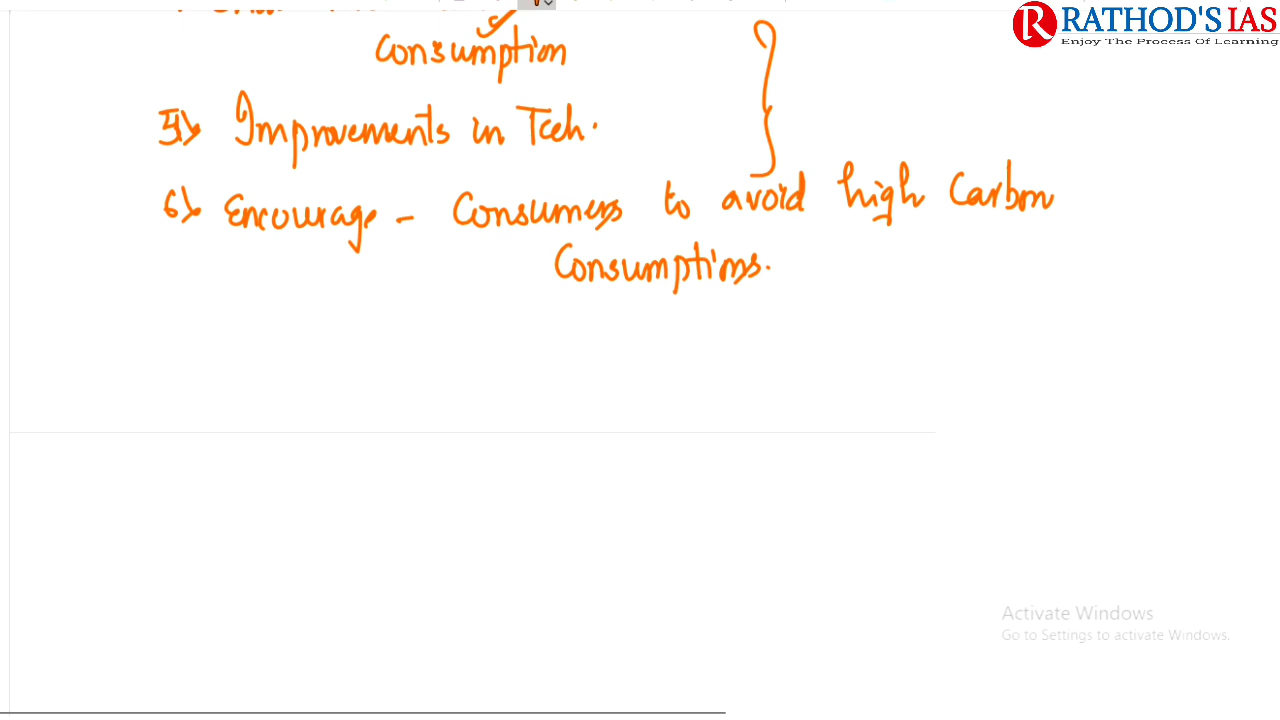 RATHOD'S IAS
Enjoy The Process Of Learning
Consumption
5) Improvements in Tech.
6) Encourage - Consumers to avoid high Carbon
Consumptions.
Activate Windows
Go to Settings to activate Windows.